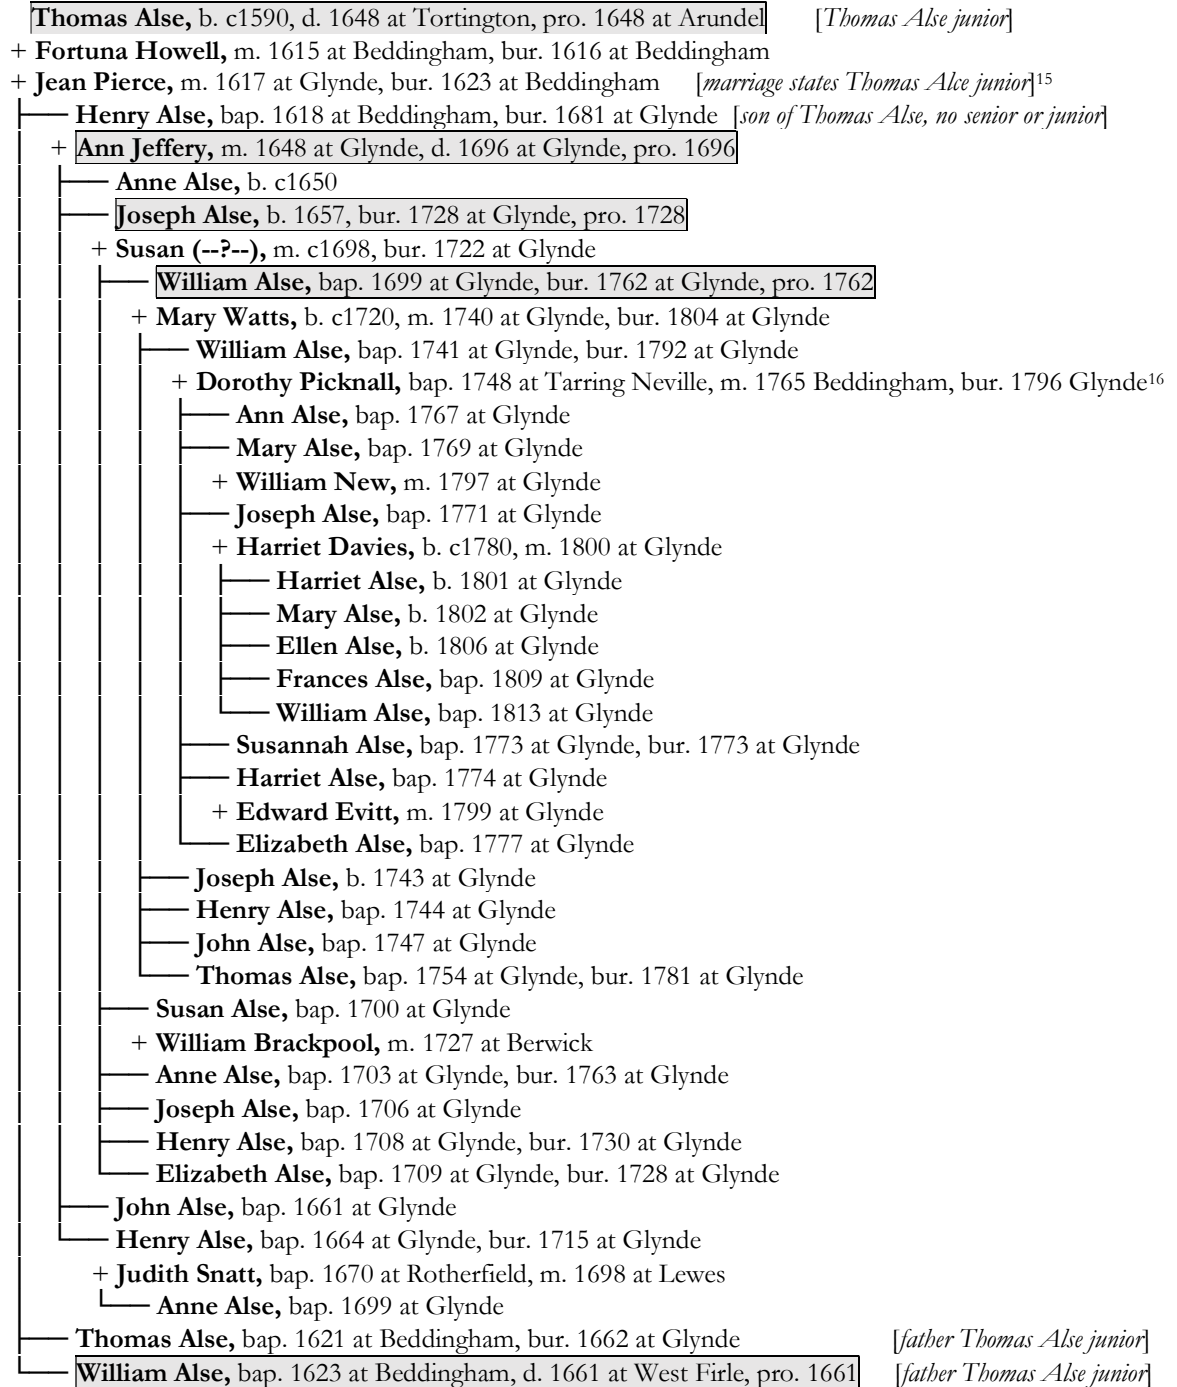 Thomas Alse, b. c1590, d. 1648 at Tortington, pro. 1648 at Arundel [Thomas Alse junior]
+ Fortuna Howell, m. 1615 at Beddingham, bur. 1616 at Beddingham
+ Jean Pierce, m. 1617 at Glynde, bur. 1623 at Beddingham [marriage states Thomas Alce junior]15
Henry Alse, bap. 1618 at Beddingham, bur. 1681 at Glynde [son of Thomas Alse, no senior or junior]
+ Ann Jeffery, m. 1648 at Glynde, d. 1696 at Glynde, pro. 1696
Anne Alse, b. c1650
Joseph Alse, b. 1657, bur. 1728 at Glynde, pro. 1728
+ Susan (--?--), m. c1698, bur. 1722 at Glynde
William Alse, bap. 1699 at Glynde, bur. 1762 at Glynde, pro. 1762
+ Mary Watts, b. c1720, m. 1740 at Glynde, bur. 1804 at Glynde
William Alse, bap. 1741 at Glynde, bur. 1792 at Glynde
+ Dorothy Picknall, bap. 1748 at Tarring Neville, m. 1765 Beddingham, bur. 1796 Glynde16
Ann Alse, bap. 1767 at Glynde
Mary Alse, bap. 1769 at Glynde
+ William New, m. 1797 at Glynde
Joseph Alse, bap. 1771 at Glynde
+ Harriet Davies, b. c1780, m. 1800 at Glynde
Harriet Alse, b. 1801 at Glynde
Mary Alse, b. 1802 at Glynde
Ellen Alse, b. 1806 at Glynde
Frances Alse, bap. 1809 at Glynde
William Alse, bap. 1813 at Glynde
Susannah Alse, bap. 1773 at Glynde, bur. 1773 at Glynde
Harriet Alse, bap. 1774 at Glynde
+ Edward Evitt, m. 1799 at Glynde
Elizabeth Alse, bap. 1777 at Glynde
Joseph Alse, b. 1743 at Glynde
Henry Alse, bap. 1744 at Glynde
John Alse, bap. 1747 at Glynde
Thomas Alse, bap. 1754 at Glynde, bur. 1781 at Glynde
Susan Alse, bap. 1700 at Glynde
+ William Brackpool, m. 1727 at Berwick
Anne Alse, bap. 1703 at Glynde, bur. 1763 at Glynde
Joseph Alse, bap. 1706 at Glynde
Henry Alse, bap. 1708 at Glynde, bur. 1730 at Glynde
Elizabeth Alse, bap. 1709 at Glynde, bur. 1728 at Glynde
John Alse, bap. 1661 at Glynde
Henry Alse, bap. 1664 at Glynde, bur. 1715 at Glynde
+ Judith Snatt, bap. 1670 at Rotherfield, m. 1698 at Lewes
Anne Alse, bap. 1699 at Glynde
Thomas Alse, bap. 1621 at Beddingham, bur. 1662 at Glynde [father Thomas Alse junior]
William Alse, bap. 1623 at Beddingham, d. 1661 at West Firle, pro. 1661 [father Thomas Alse junior]